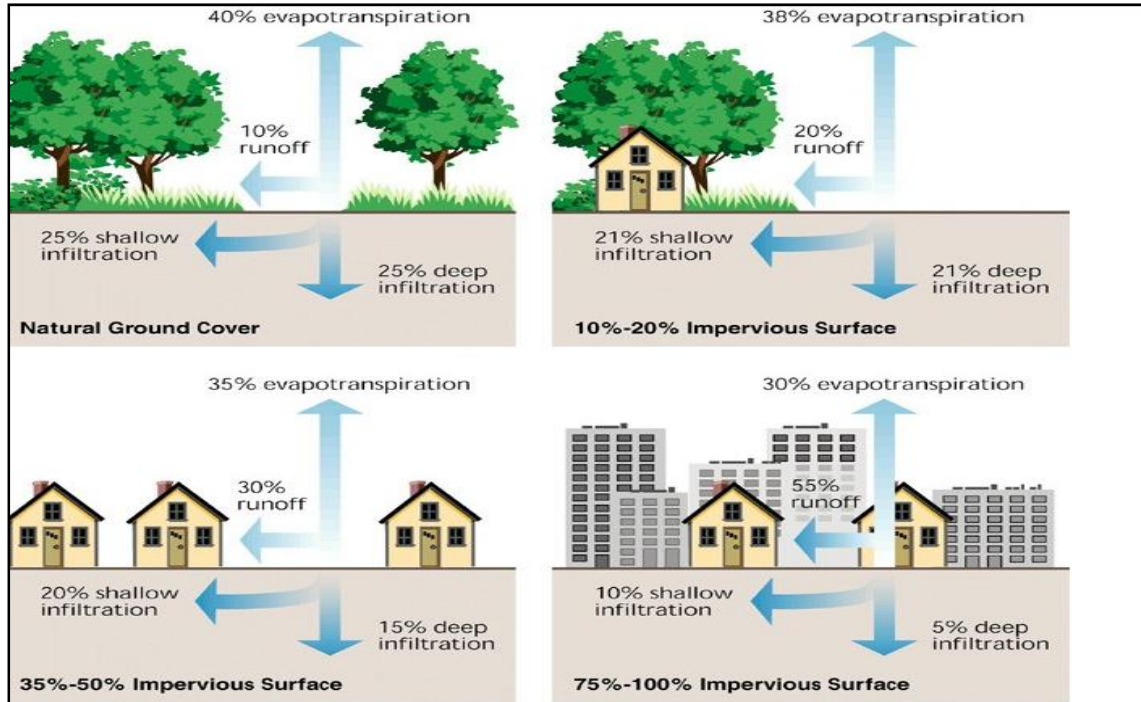 40% evapotranspiration
10%
runoff
25% shallow
infiltration
25% deep
infiltration
Natural Ground Cover
38% evapotranspiration
20%
runoff
21% shallow
infiltration
21% deep
infiltration
10%-20% Impervious Surface
35% evapotranspiration
30%
runoff
20% shallow
infiltration
15% deep
infiltration
35%-50% Impervious Surface
30% evapotranspiration
55%
runoff
10% shallow
infiltration
5% deep
infiltration
75%-100% Impervious Surface